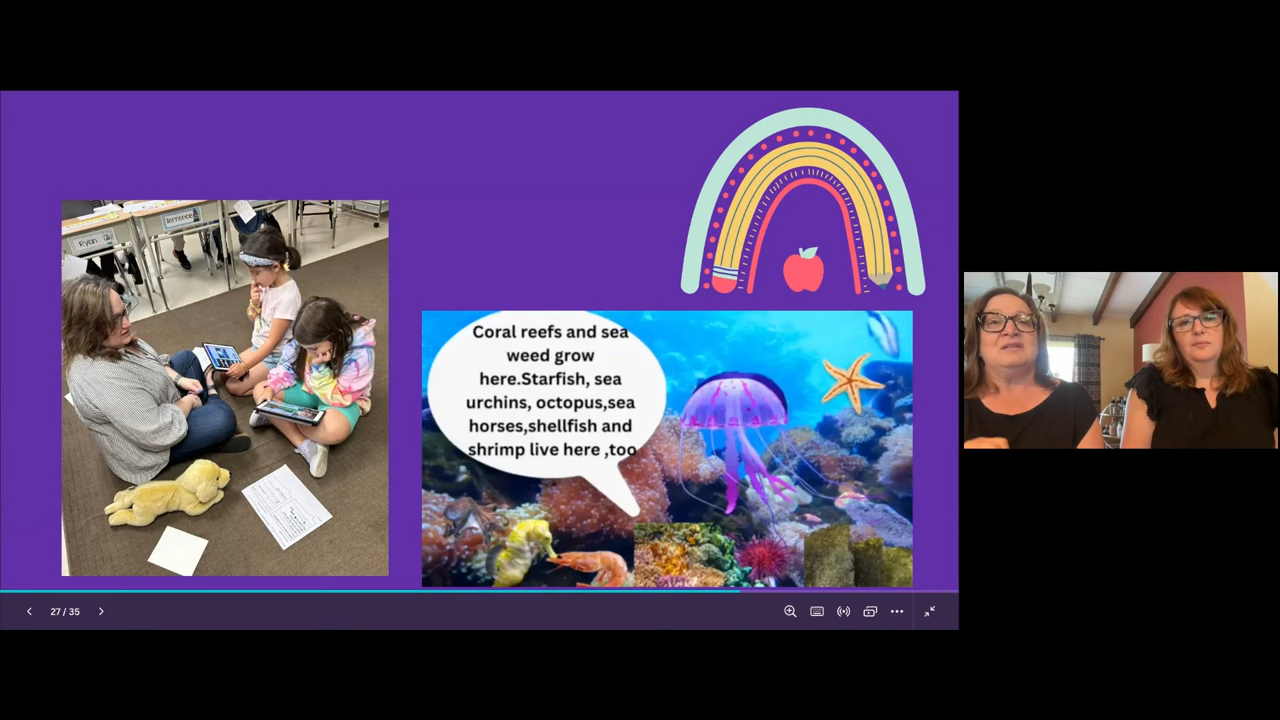 Ryan
Terrence
Coral reefs and sea
weed grow
here.Starfish, sea
urchins, octopus,sea
horses,shellfish and
shrimp live here ,too
27 / 35